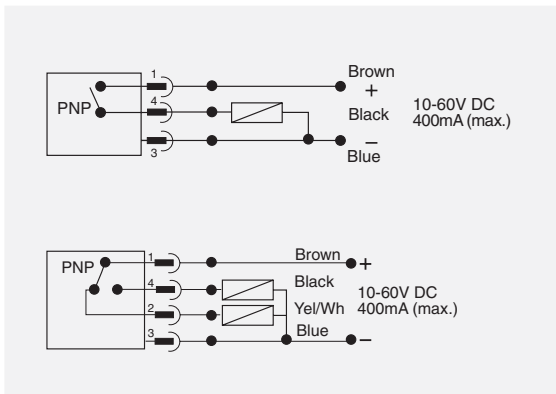 Brown
1
+
PNP
4
Black
10-60V DC
400mA (max.)
3
–
Blue
Brown
1
+
PNP
Black
4
10-60V DC
Yel/Wh
400mA (max.)
2
Blue
3
–